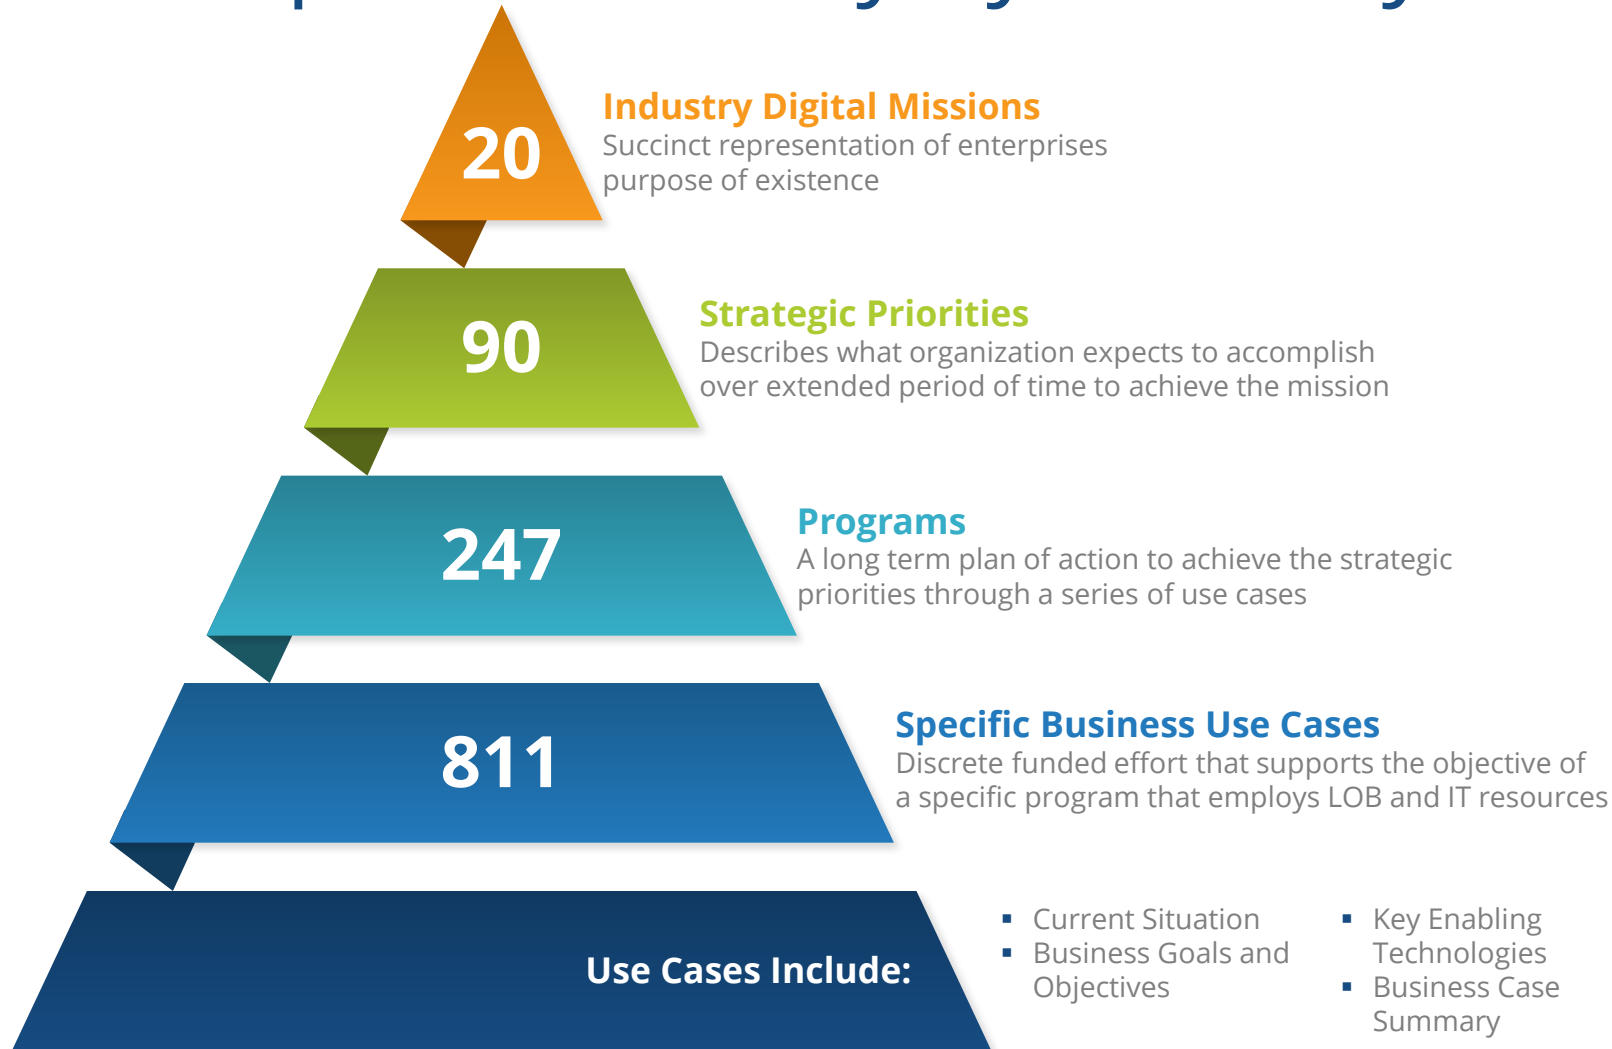 20
Industry Digital Missions
Succinct representation of enterprises
purpose of existence
90
Strategic Priorities
Describes what organization expects to accomplish
over extended period of time to achieve the mission
247
Programs
A long term plan of action to achieve the strategic
priorities through a series of use cases
811
Specific Business Use Cases
Discrete funded effort that supports the objective of
a specific program that employs LOB and IT resources
Use Cases Include:
▪ Current Situation
▪ Business Goals and
Objectives
▪ Key Enabling
Technologies
▪ Business Case
Summary